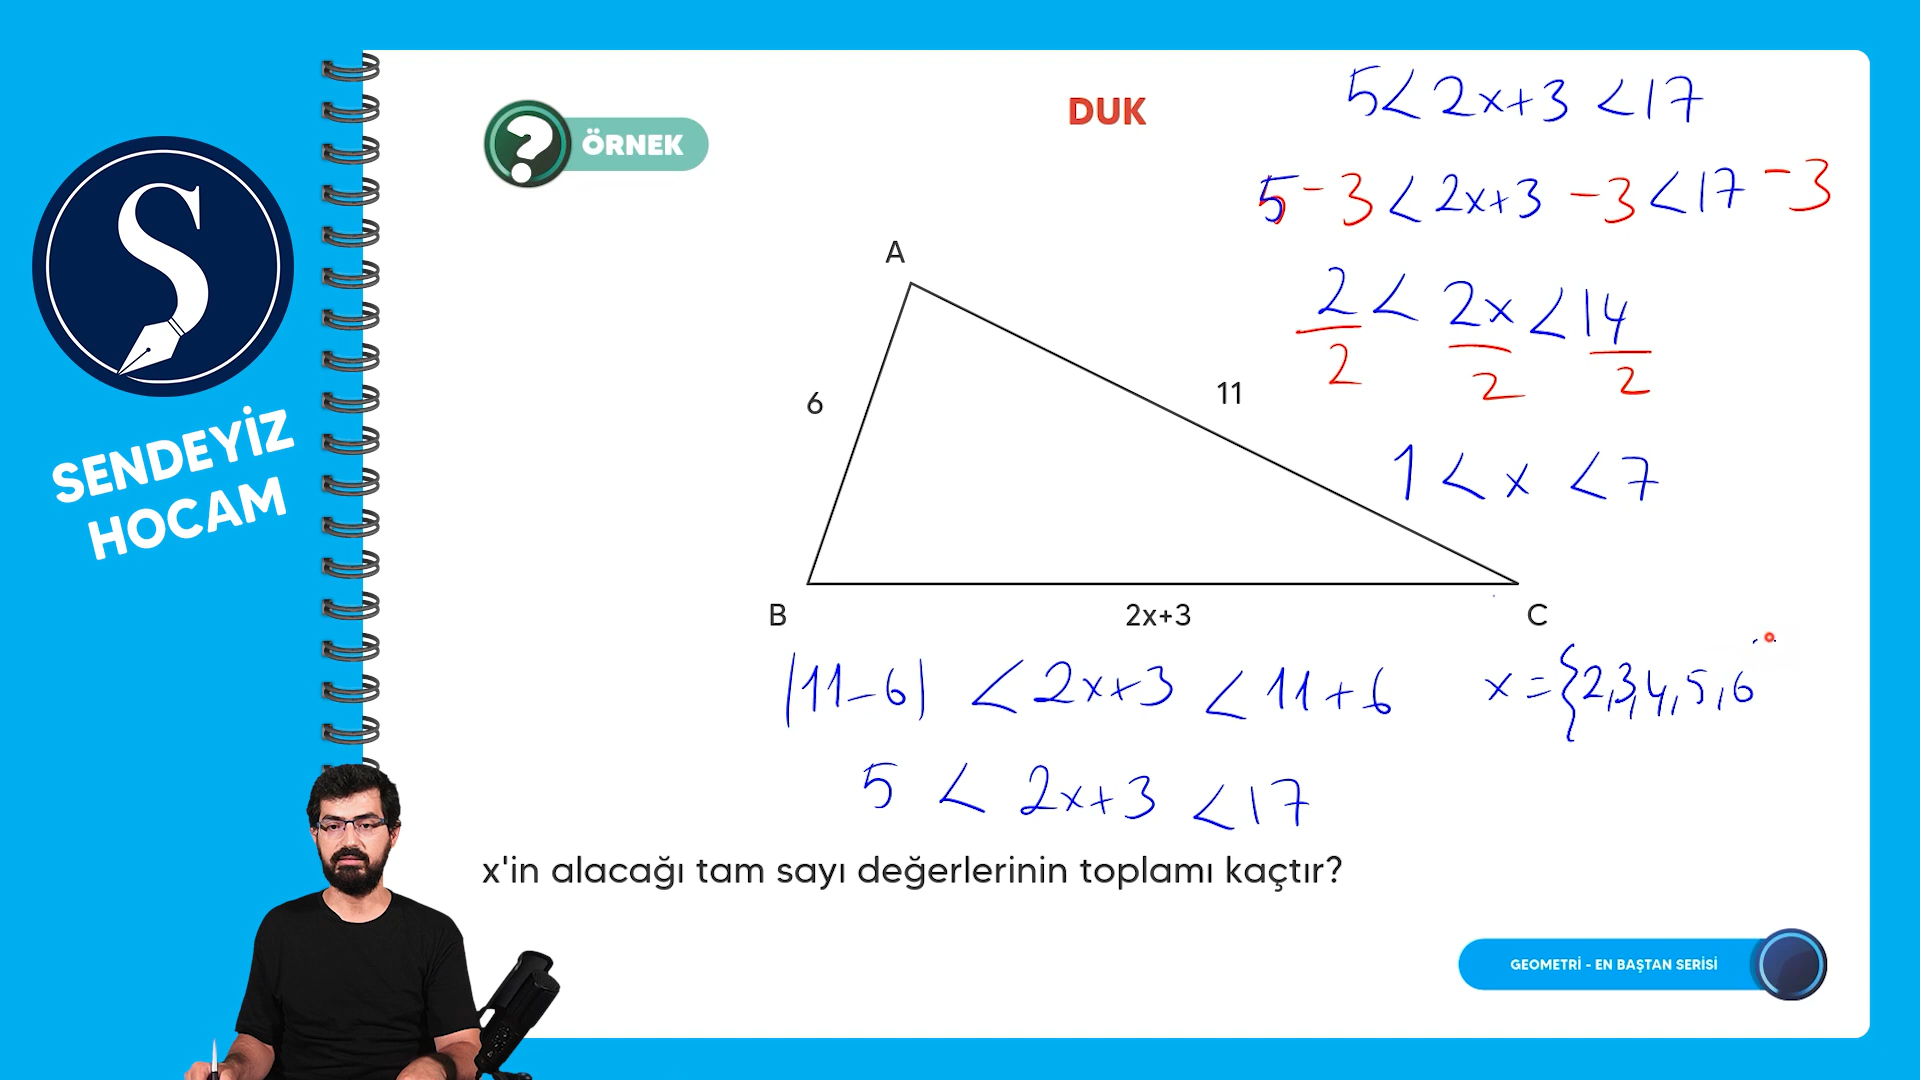 S
SENDEYİZ
HOCAM
? ÖRNEK
DUK
5<2x+3<17
5-3<2x+3-3<17-3
2<2x<14
2 2 2
1<x<7
A
6
11
B
2x+3
C
|11-6|<2x+3<11+6
x={2,3,4,5,6
5<2x+3<17
x'in alacağı tam sayı değerlerinin toplamı kaçtır?
GEOMETRİ - EN BAŞTAN SERİSİ